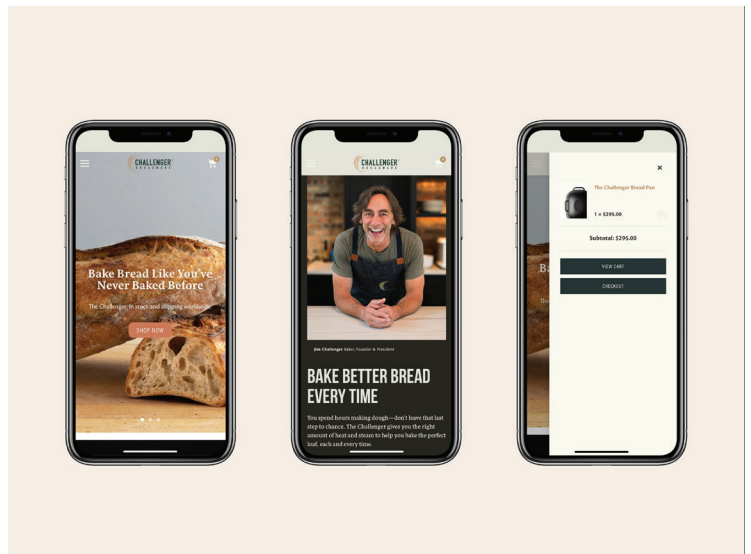 CHALLENGER
BREADWARE
Bake Bread Like You've
Never Baked Before
The Challenger, in stock and shipping worldwide.
SHOP NOW
CHALLENGER
BREADWARE
Jim Challenger Baker, Founder & President
BAKE BETTER BREAD
EVERY TIME
You spend hours making dough—don't leave that last
step to chance. The Challenger gives you the right
amount of heat and steam to help you bake the perfect
loaf, each and every time.
The Challenger Bread Pan
1 × $295.00
Subtotal: $295.00
VIEW CART
CHECKOUT
Ba